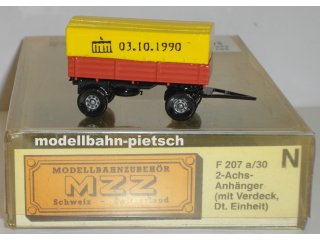 03.10.1990
modellbahn-pietsch
MODELLBAHNZUBEHÖR
MZZ
Schweiz
F 207 a/30
2-Achs-
Anhänger
(mit Verdeck,
Dt. Einheit)
N